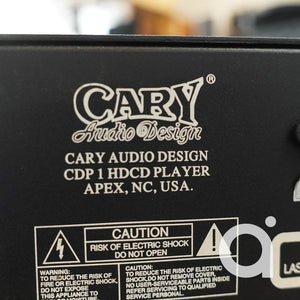 CARY®
Audio Design
CARY AUDIO DESIGN
CDP 1 HDCD PLAYER
APEX, NC, USA.
CAUTION
RISK OF ELECTRIC SHOCK
DO NOT OPEN
WARNING:
TO REDUCE THE RISK OF
FIRE OR ELECTRIC SHOCK,
DO NOT EXPOSE
THIS APPLIANCE TO
CAUTION:
TO REDUCE THE RISK OF ELECTRIC
SHOCK, DO NOT REMOVE COVER.
NO USER-SERVICEABLE PARTS INSIDE
REFER SERVICING TO QUALIFIED
SERVICE PERSONNEL.